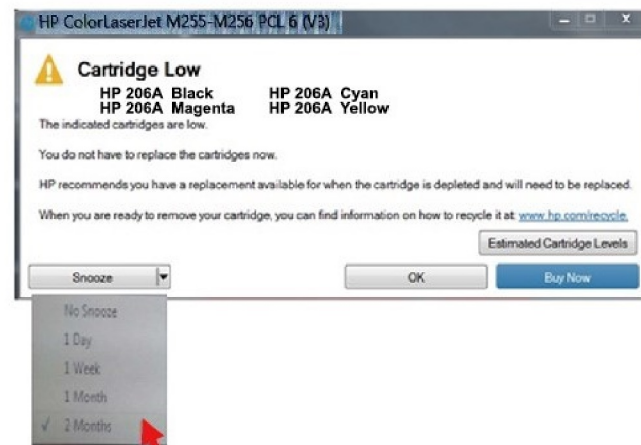 HP ColorLaserJet M255-M256 PCL 6 (V3)
Cartridge Low
HP 206A Black HP 206A Cyan
HP 206A Magenta HP 206A Yellow
The indicated cartridges are low.
You do not have to replace the cartridges now.
HP recommends you have a replacement available for when the cartridge is depleted and will need to be replaced.
When you are ready to remove your cartridge, you can find information on how to recycle it at: www.hp.com/recycle.
Estimated Cartridge Levels
Snooze OK Buy Now
No Snooze
1 Day
1 Week
1 Month
2 Months